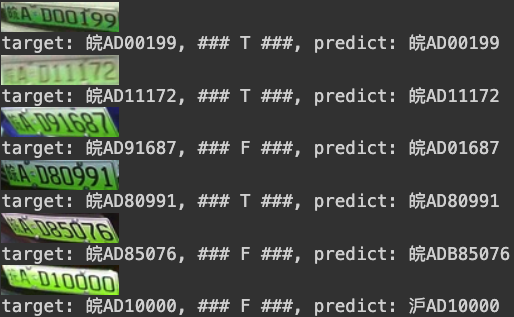 皖A D00199
target: 皖AD00199, ### T ###, predict: 皖AD00199
A D11172
target: 皖AD11172, ### T ###, predict: 皖AD11172
A D91687
target: 皖AD91687, ### F ###, predict: 皖AD01687
皖A D80991
target: 皖AD80991, ### T ###, predict: 皖AD80991
皖A D85076
target: 皖AD85076, ### F ###, predict: 皖ADB85076
A D10000
target: 皖AD10000, ### F ###, predict: 沪AD10000